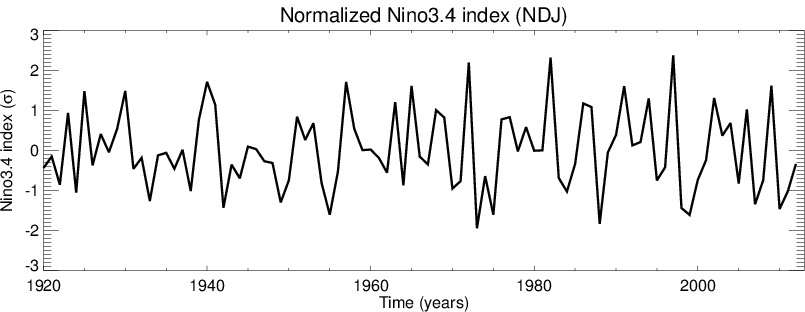 Normalized Nino3.4 index (NDJ)
3
2
1
0
-1
-2
-3
Nino3.4 index (σ)
1920 1940 1960 1980 2000
Time (years)